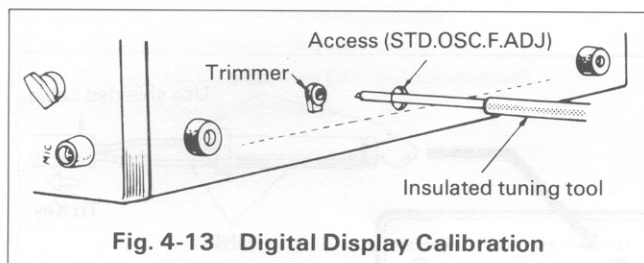 Access (STD.OSC.F.ADJ)
Trimmer
MIC
Insulated tuning tool
Fig. 4-13 Digital Display Calibration